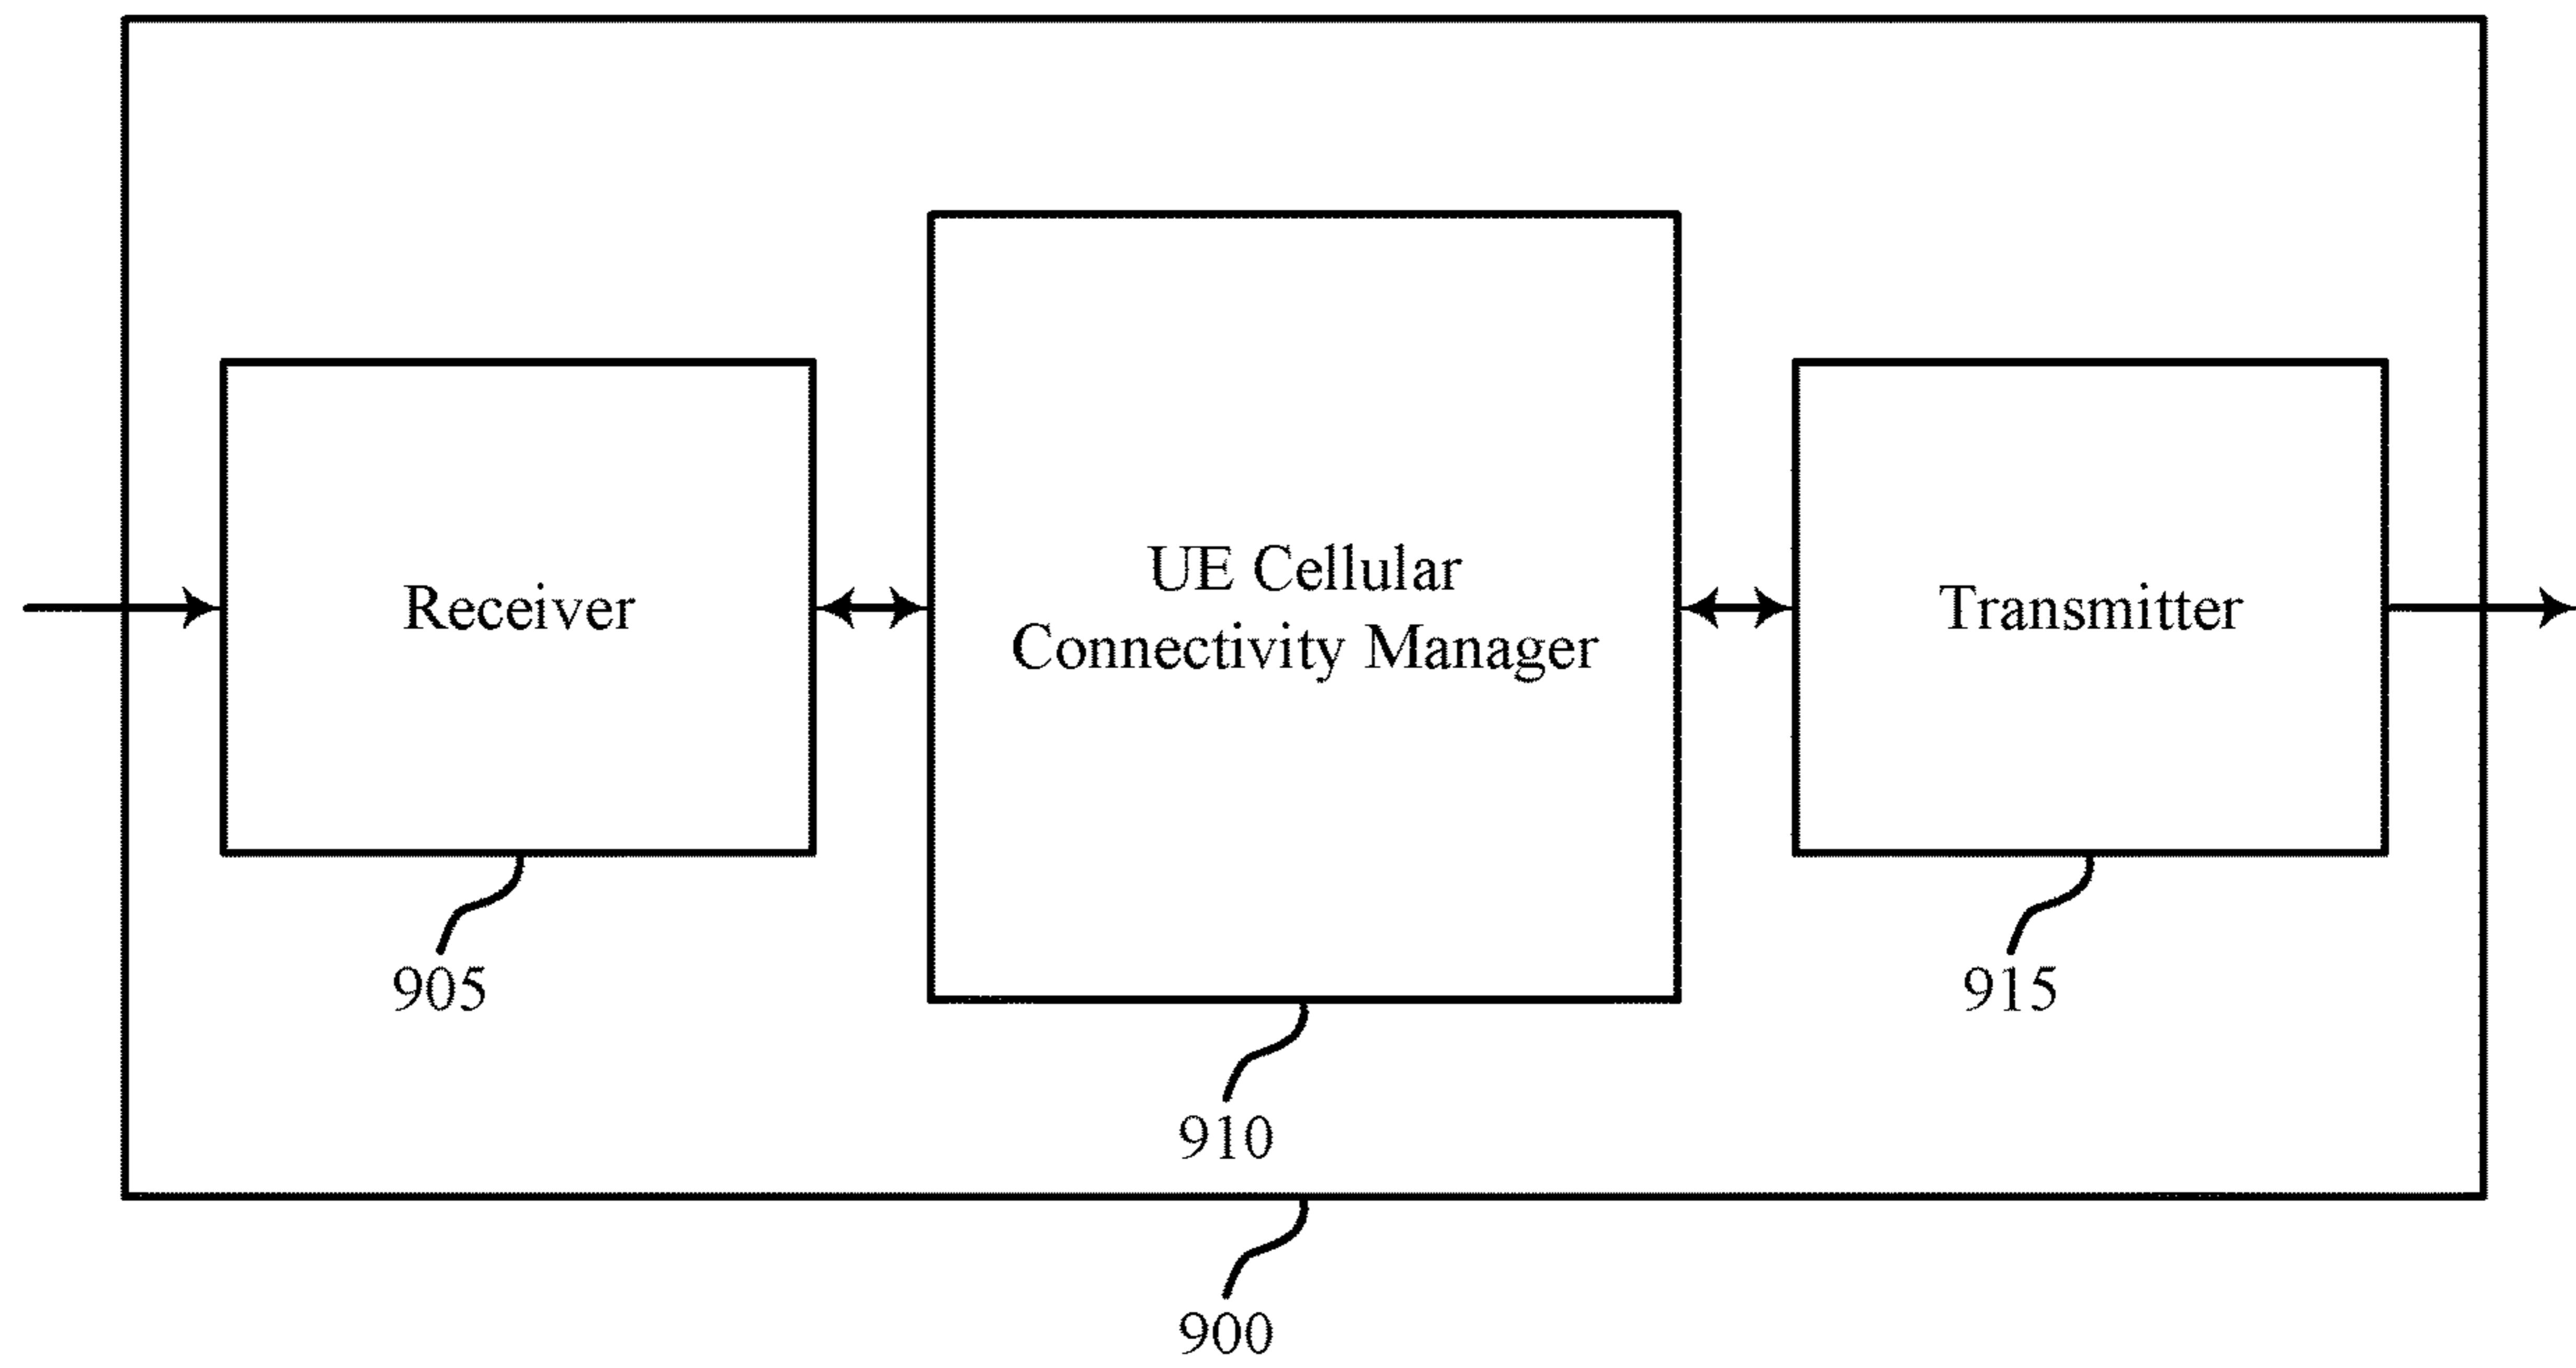 Receiver
UE Cellular
Connectivity Manager
Transmitter
905
915
910
900